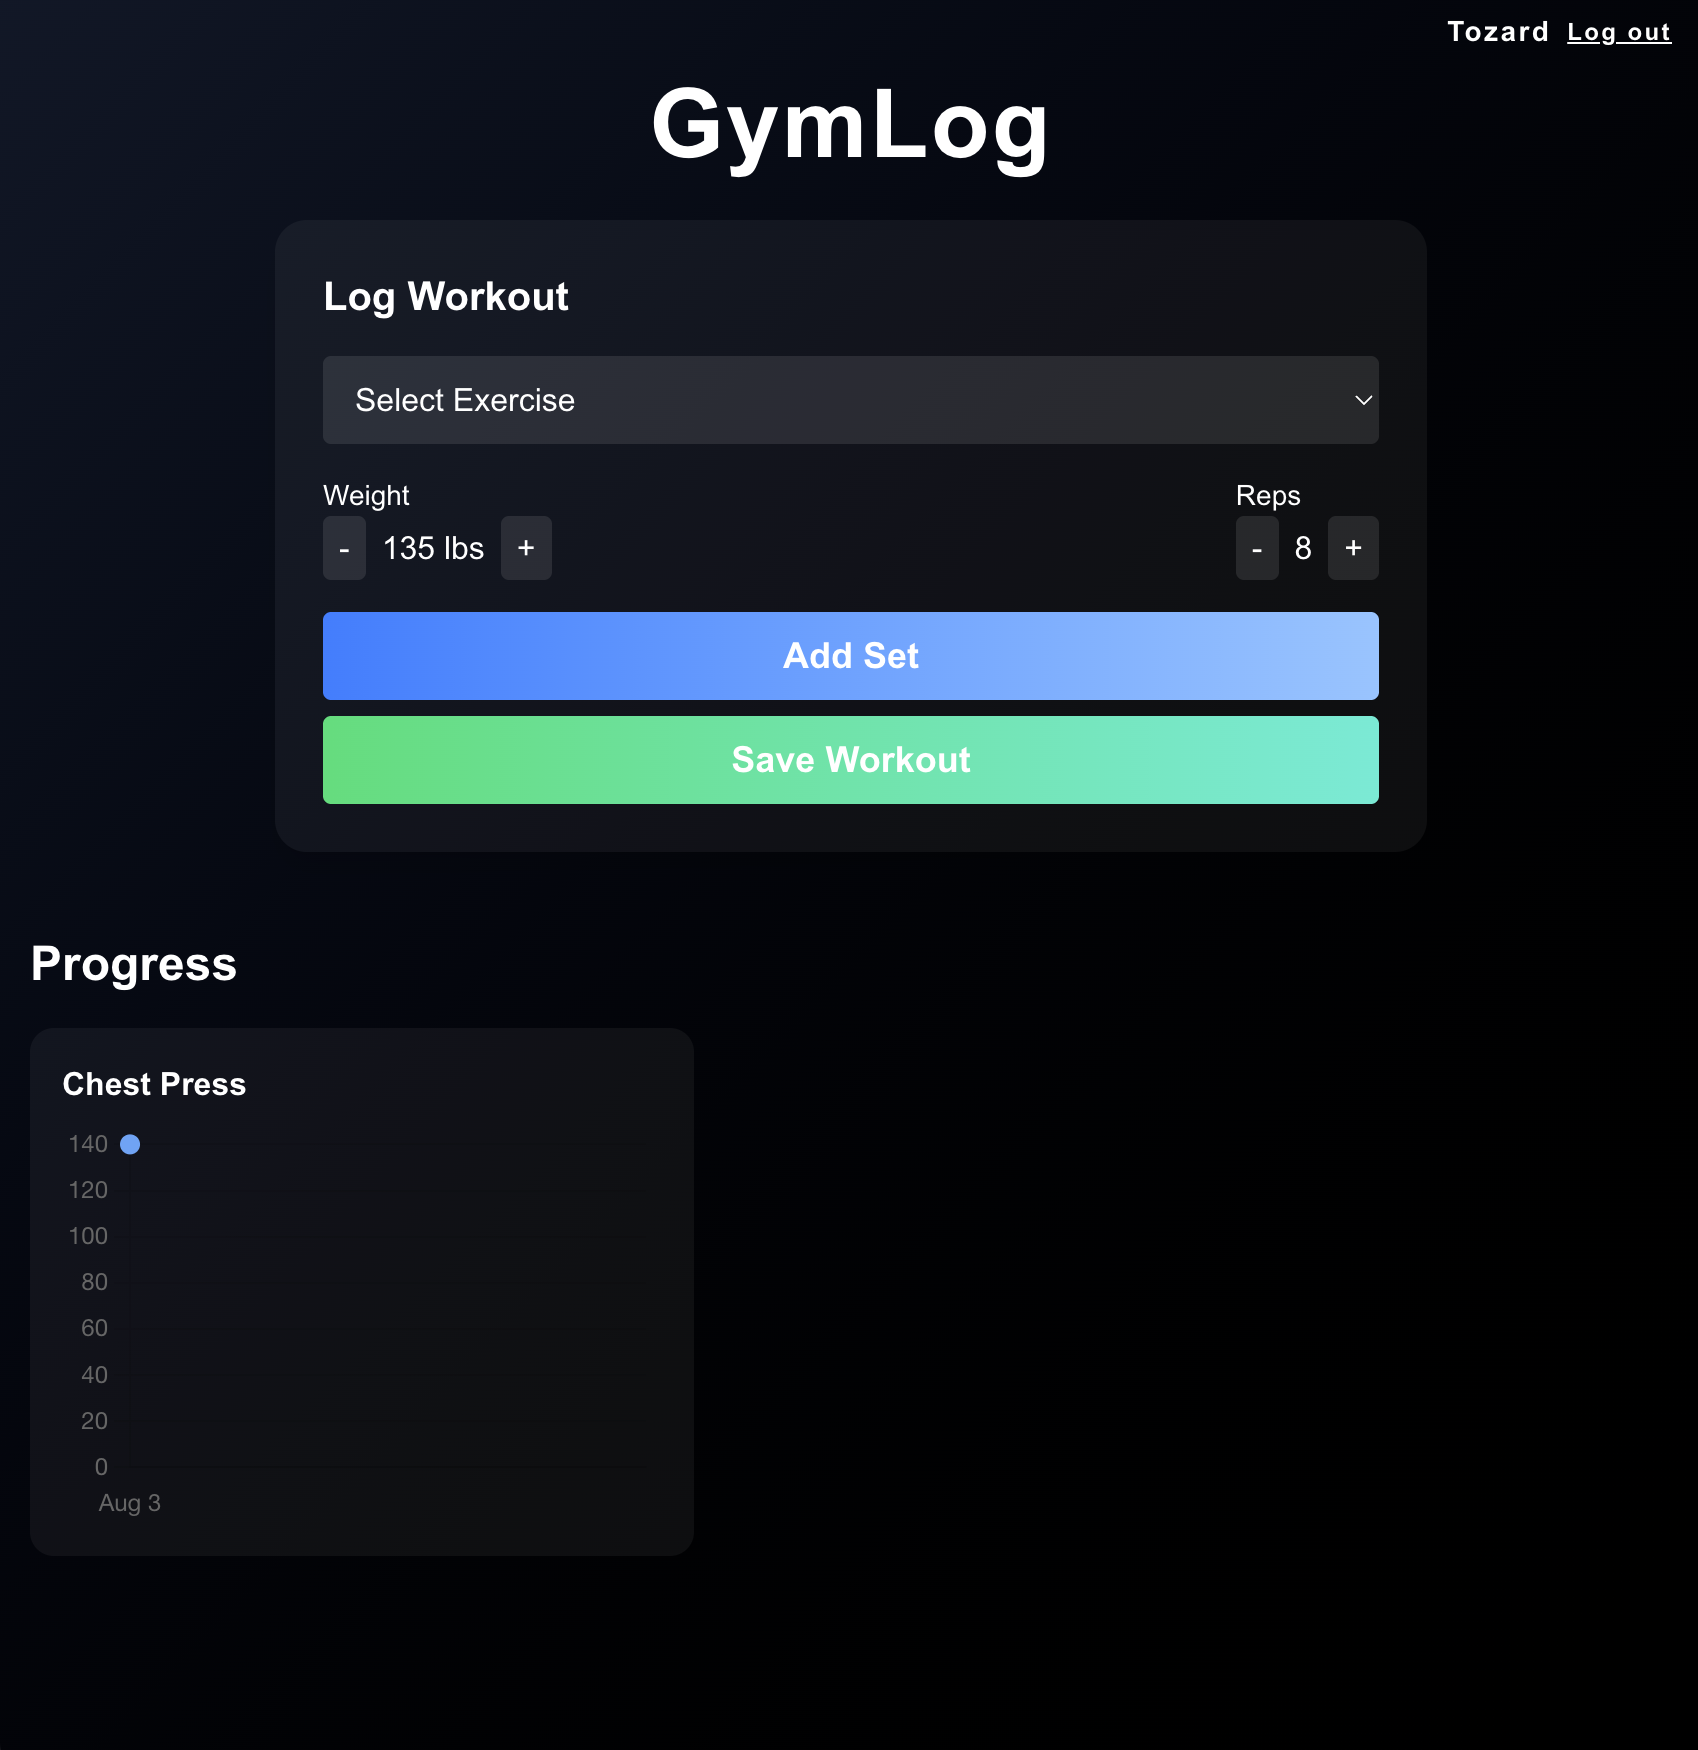 Tozard Log out
GymLog
Log Workout
Select Exercise
Weight Reps
- 135 lbs + - 8 +
Add Set
Save Workout
Progress
Chest Press
140
120
100
80
60
40
20
0
Aug 3